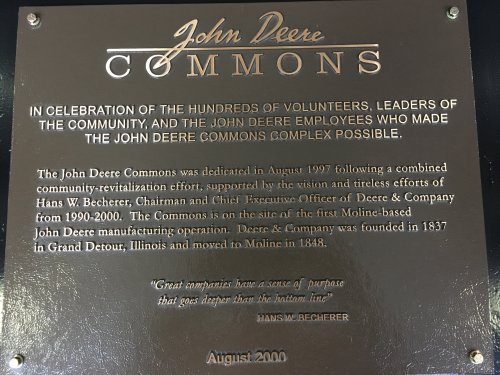 John Deere
COMMONS
IN CELEBRATION OF THE HUNDREDS OF VOLUNTEERS, LEADERS OF
THE COMMUNITY, AND THE JOHN DEERE EMPLOYEES WHO MADE
THE JOHN DEERE COMMONS COMPLEX POSSIBLE.
The John Deere Commons was dedicated in August 1997 following a combined
community-revitalization effort, supported by the vision and tireless efforts of
Hans W. Becherer, Chairman and Chief Executive Officer of Deere & Company
from 1990-2000. The Commons is on the site of the first Moline-based
John Deere manufacturing operation. Deere & Company was founded in 1837
in Grand Detour, Illinois and moved to Moline in 1848.
"Great companies have a sense of purpose
that goes deeper than the bottom line"
HANS W. BECHERER
August 2000